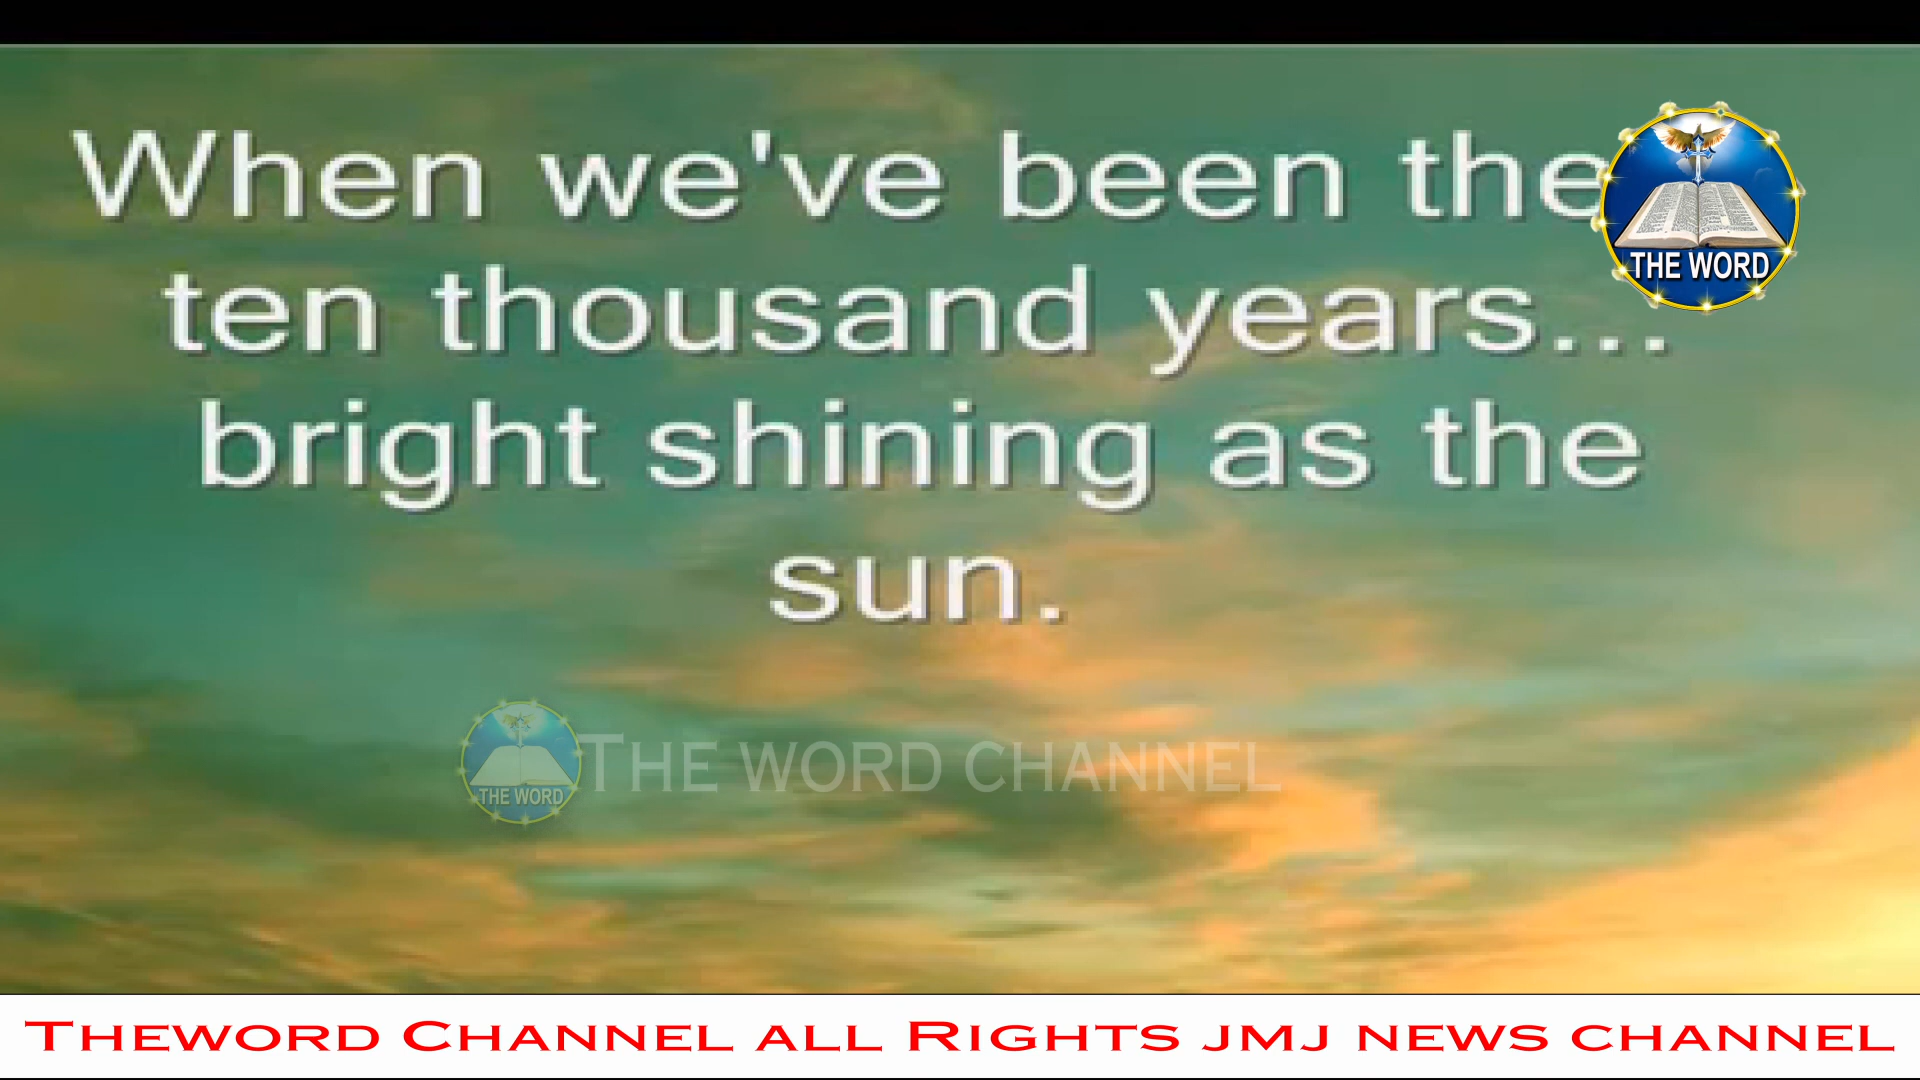 When we've been the
ten thousand years...
bright shining as the
sun.
THE WORD
THE WORD
THE WORD CHANNEL
THEWORD CHANNEL ALL RIGHTS JMJ NEWS CHANNEL